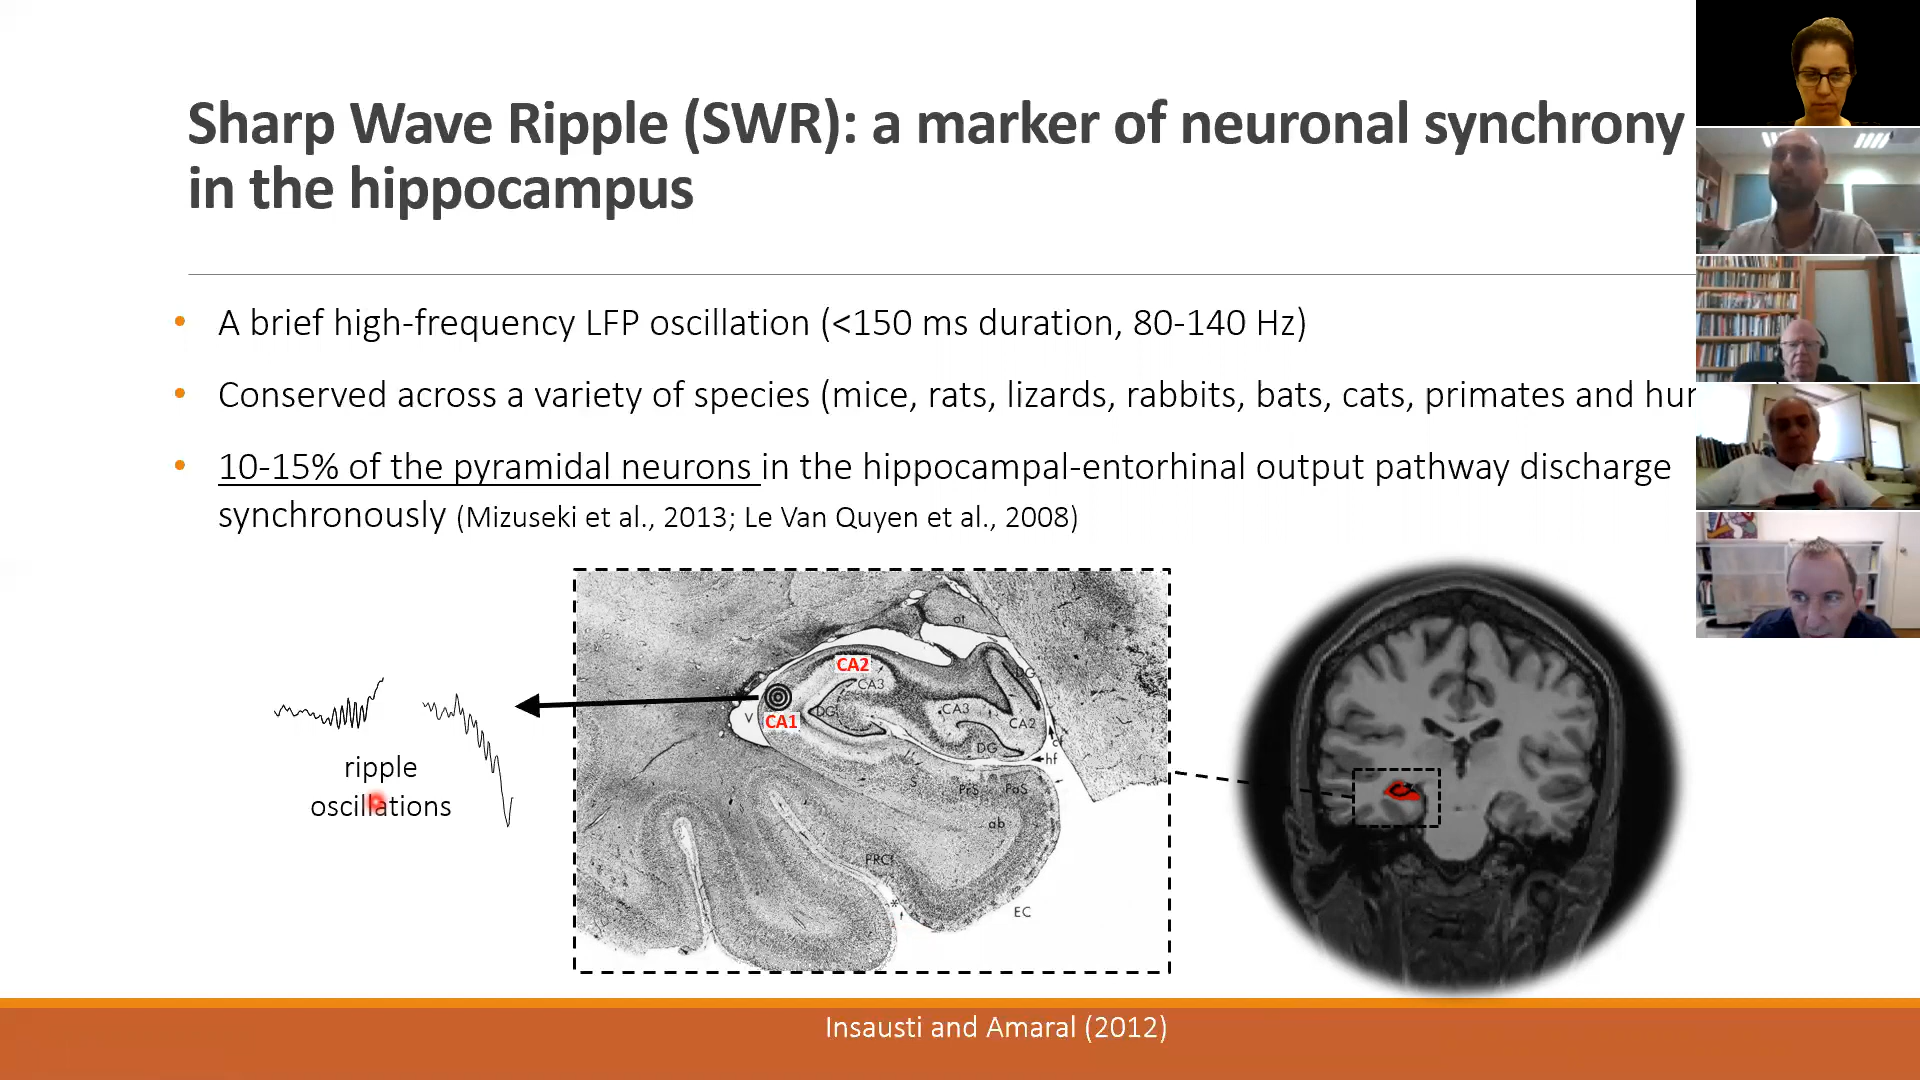 Sharp Wave Ripple (SWR): a marker of neuronal synchrony
in the hippocampus
• A brief high-frequency LFP oscillation (<150 ms duration, 80-140 Hz)
• Conserved across a variety of species (mice, rats, lizards, rabbits, bats, cats, primates and
• 10-15% of the pyramidal neurons in the hippocampal-entorhinal output pathway discharge
synchronously (Mizuseki et al., 2013; Le Van Quyen et al., 2008)
ripple
oscillations
ot
CA2
CA3
DG
V
CA1
DG
CA3
CA2
DG
hf
S
PrS
PaS
ab
PRC
*
EC
Insausti and Amaral (2012)